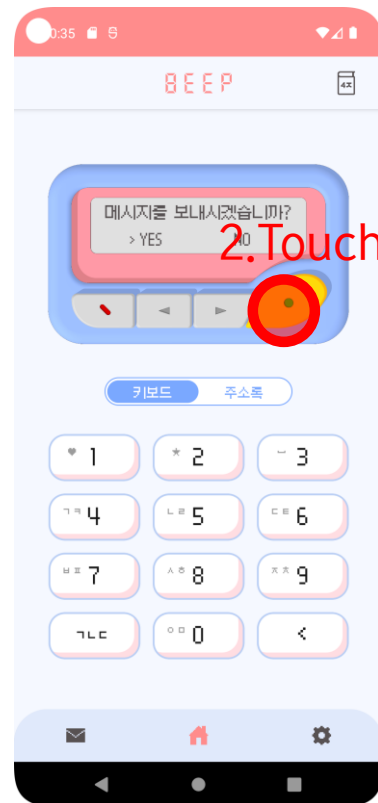 0:35
BEEP
4X
메시지를 보내시겠습니까?
> YES NO
2.Touch
키보드 주소록
♥ 1 ★ 2 ⌣ 3
ㄱㅋ 4 ㄴㄹ 5 ㄷㅌ 6
ㅂㅍ 7 ㅅㅎ 8 ㅈㅊ 9
ㄱㄴㄷ ㅇㅁ 0 <